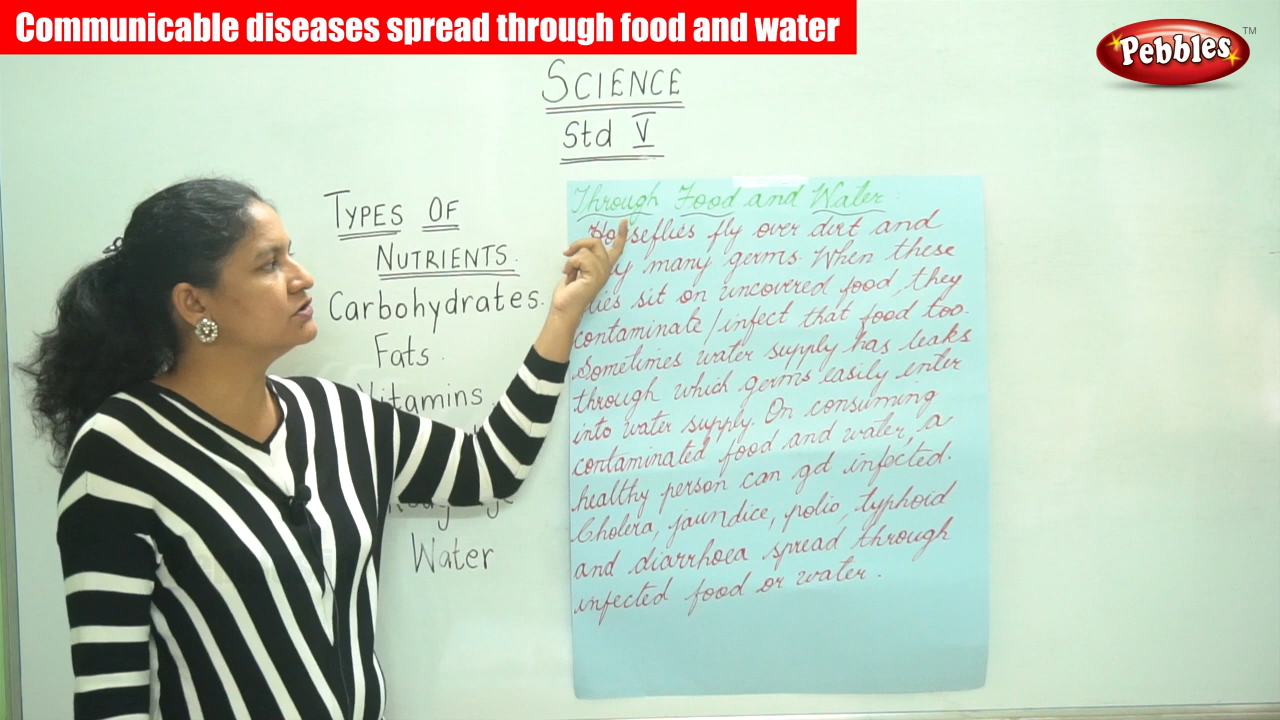 Communicable diseases spread through food and water
Pebbles TM
SCIENCE
Std V
TYPES OF
NUTRIENTS.
Carbohydrates.
Fats.
Vitamins.
Water
Through Food and Water:
Houseflies fly over dirt and
many germs. When these
sit on uncovered food, they
contaminate/infect that food too.
Sometimes water supply has leaks
through which germs easily enter
into water supply. On consuming
contaminated food and water, a
healthy person can get infected.
Cholera, jaundice, polio, typhoid
and diarrhoea spread through
infected food or water.